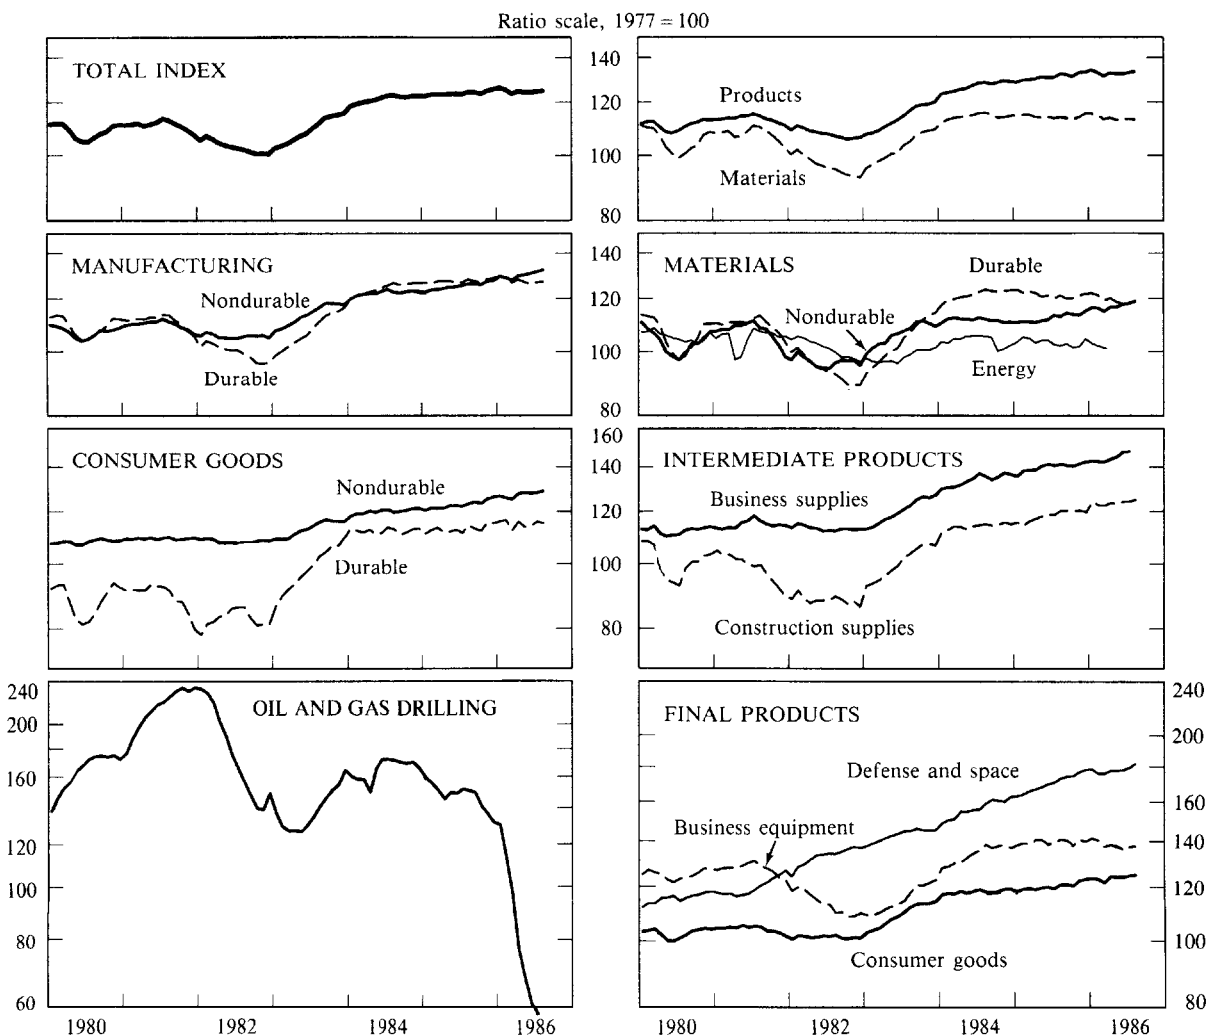 Ratio scale, 1977 = 100
TOTAL INDEX
140
120
100
80
Products
Materials
MANUFACTURING
Nondurable
Durable
140
120
100
80
MATERIALS
Durable
Nondurable
Energy
CONSUMER GOODS
Nondurable
Durable
160
140
120
100
80
INTERMEDIATE PRODUCTS
Business supplies
Construction supplies
240
200
160
120
100
80
60
OIL AND GAS DRILLING
1980
1982
1984
1986
FINAL PRODUCTS
Defense and space
Business equipment
Consumer goods
240
200
160
140
120
100
80
1980
1982
1984
1986